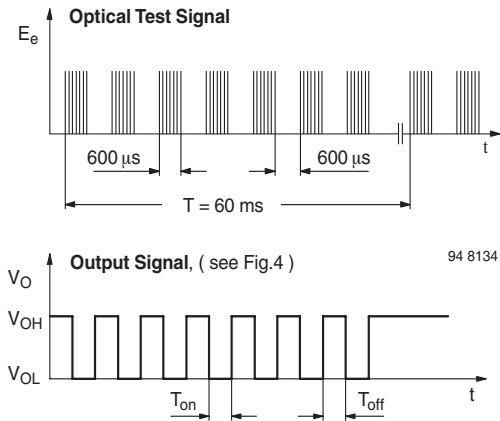 Optical Test Signal
Ee
t
600 μs
600 μs
T = 60 ms
94 8134
Output Signal, ( see Fig.4 )
VO
VOH
VOL
Ton
Toff
t